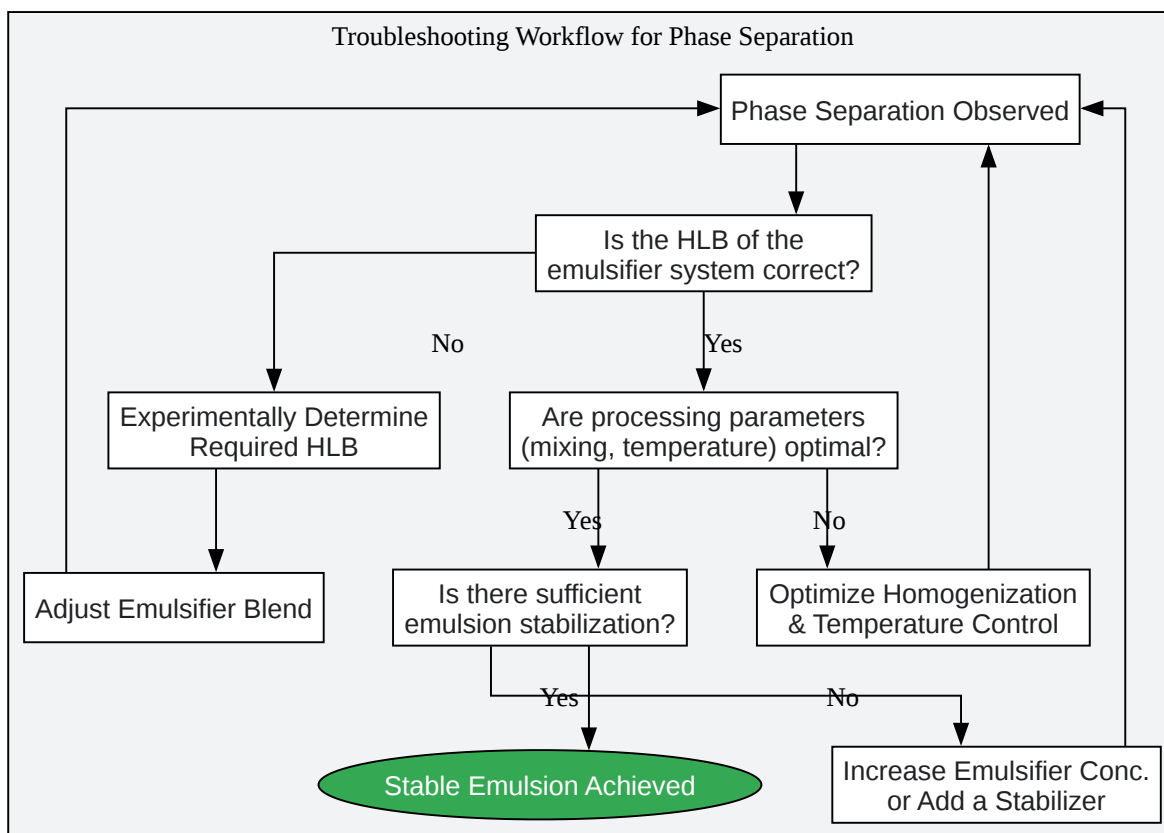 Troubleshooting Workflow for Phase Separation
Phase Separation Observed
Is the HLB of the
emulsifier system correct?
No
Yes
Experimentally Determine
Required HLB
Are processing parameters
(mixing, temperature) optimal?
Yes
No
Adjust Emulsifier Blend
Is there sufficient
emulsion stabilization?
Optimize Homogenization
& Temperature Control
Yes
No
Stable Emulsion Achieved
Increase Emulsifier Conc.
or Add a Stabilizer